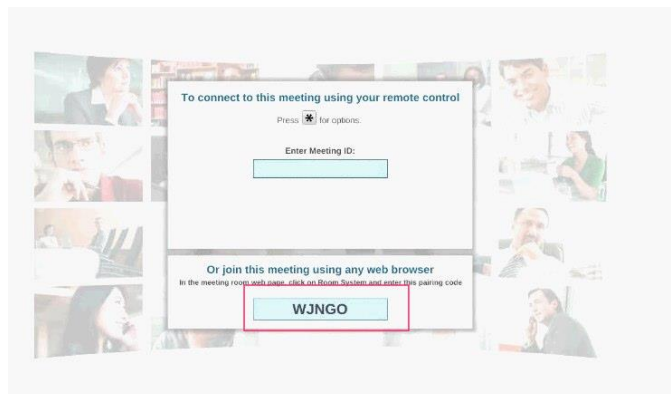 To connect to this meeting using your remote control
Press * for options.
Enter Meeting ID:
Or join this meeting using any web browser
In the meeting room web page, click on Room System and enter this pairing code
WJNGO